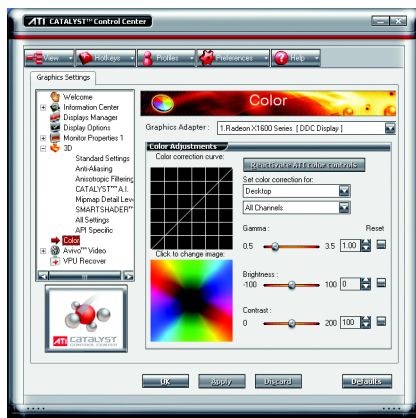 ATI CATALYST™ Control Center
View
Hotkeys
Profiles
Preferences
Help
Graphics Settings
Welcome
Information Center
Displays Manager
Display Options
Monitor Properties 1
3D
Standard Settings
Anti-Aliasing
Anisotropic Filtering
CATALYST™ A.I.
Mipmap Detail Leve
SMARTSHADER™
All Settings
API Specific
Color
Avivo™ Video
VPU Recover
ATI CATALYST
CONTROL CENTER
Color
Graphics Adapter :
1.Radeon X1600 Series [ DDC Display ]
Color Adjustments
Color correction curve:
Click to change image:
Reactivate ATI color controls
Set color correction for:
Desktop
All Channels
Gamma :
Reset
0.5
3.5
1.00
Brightness :
-100
100
0
Contrast :
0
200
100
OK
Apply
Discard
Defaults